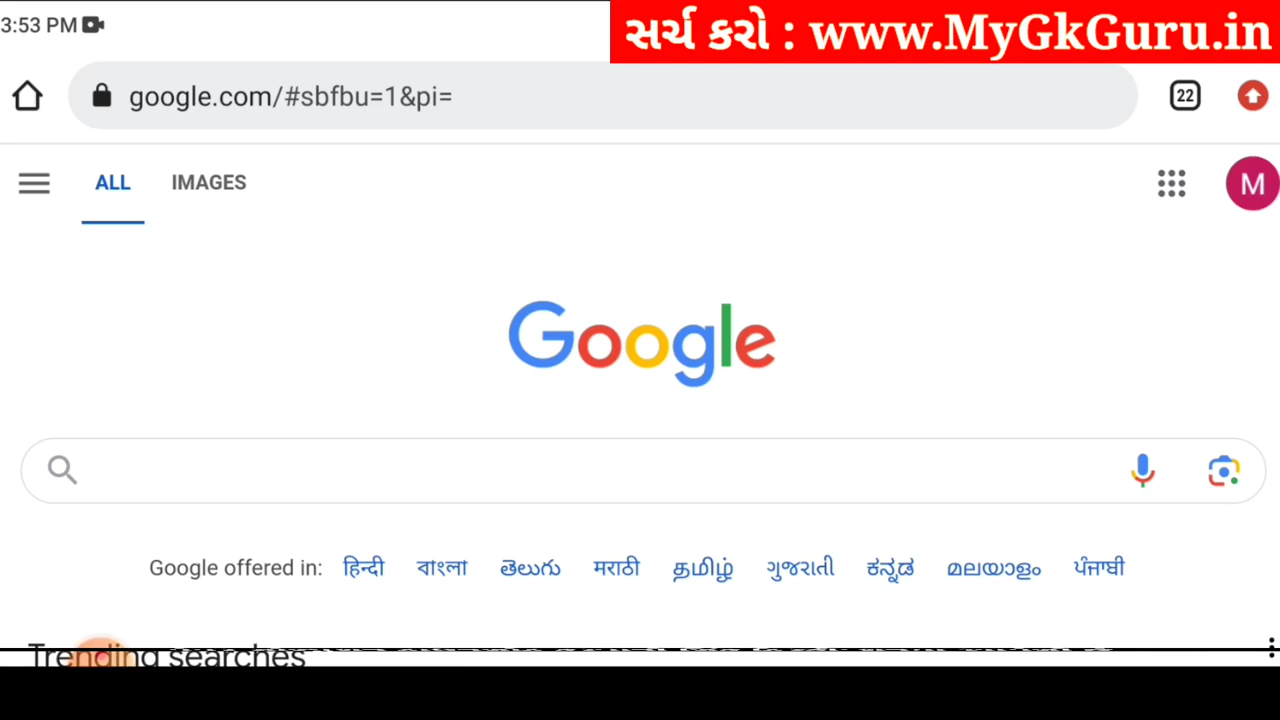 3:53 PM
સર્ચ કરો : www.MyGkGuru.in
google.com/#sbfbu=1&pi=
22
ALL IMAGES
M
Google
Google offered in: हिन्दी বাংলা తెలుగు मराठी தமிழ் ગુજરાતી ಕನ್ನಡ മലയാളം ਪੰਜਾਬੀ
Trending searches